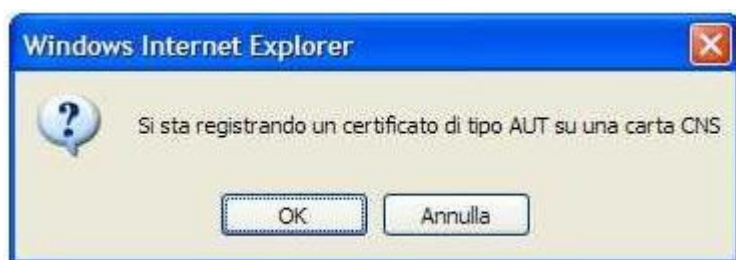 Windows Internet Explorer
Si sta registrando un certificato di tipo AUT su una carta CNS
OK
Annulla